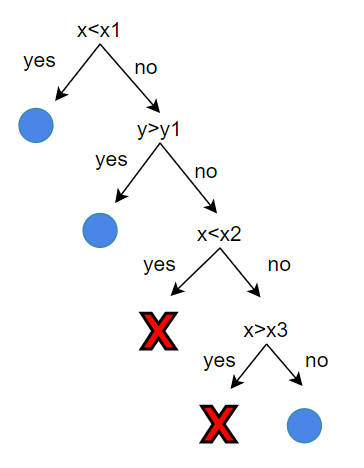 x<x1
yes no
y>y1
yes no
x<x2
yes no
x>x3
yes no